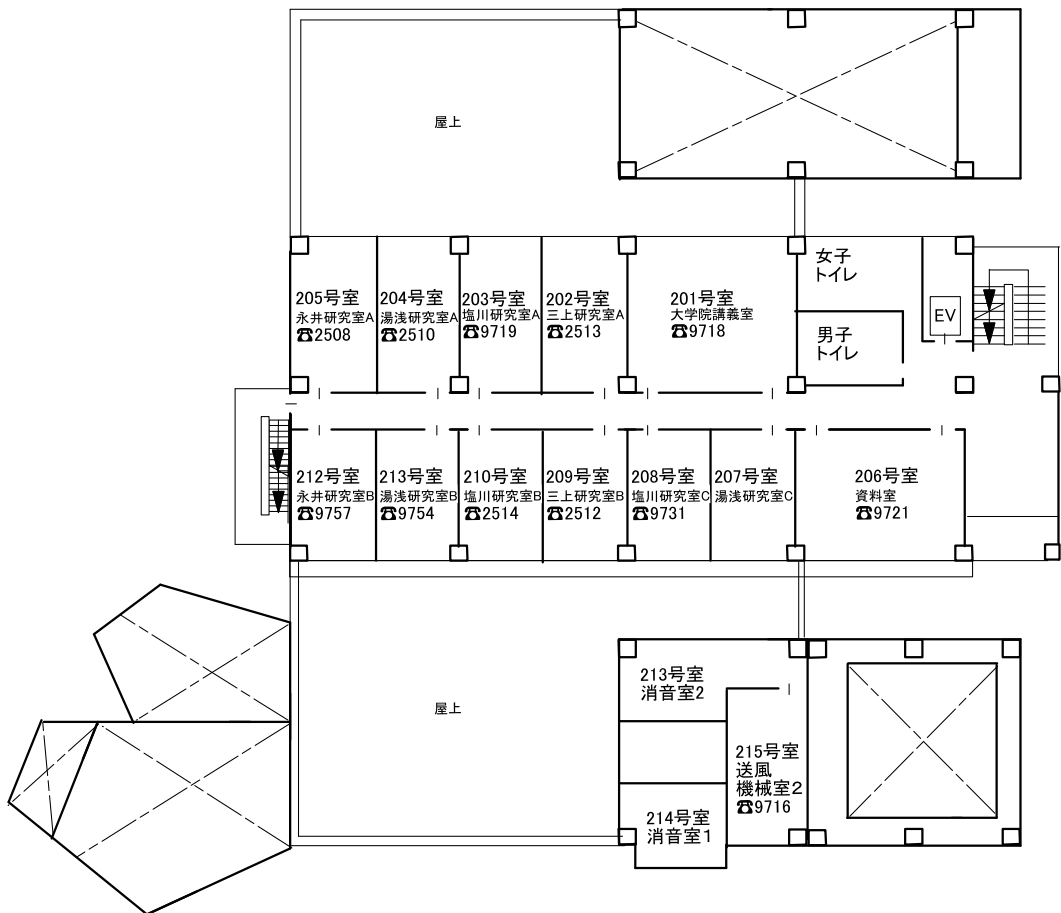 屋上
205号室
永井研究室A
☎2508
204号室
湯浅研究室A
☎2510
203号室
塩川研究室A
☎9719
202号室
三上研究室A
☎2513
201号室
大学院講義室
☎9718
女子
トイレ
男子
トイレ
EV
212号室
永井研究室B
☎9757
213号室
湯浅研究室B
☎9754
210号室
塩川研究室B
☎2514
209号室
三上研究室B
☎2512
208号室
塩川研究室C
☎9731
207号室
湯浅研究室C
206号室
資料室
☎9721
屋上
213号室
消音室2
215号室
送風
機械室2
☎9716
214号室
消音室1